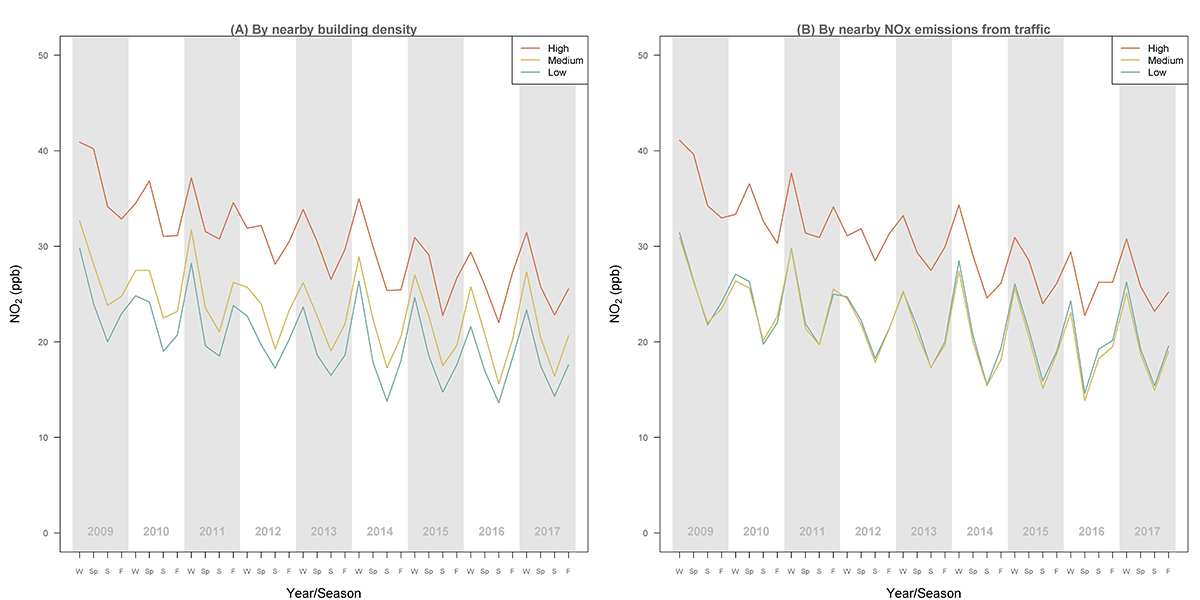 (A) By nearby building density
High
Medium
Low
50
40
30
20
10
0
NO2 (ppb)
2009 2010 2011 2012 2013 2014 2015 2016 2017
W Sp S F W Sp S F W Sp S F W Sp S F W Sp S F W Sp S F W Sp S F W Sp S F W Sp S F
Year/Season
(B) By nearby NOx emissions from traffic
High
Medium
Low
50
40
30
20
10
0
NO2 (ppb)
2009 2010 2011 2012 2013 2014 2015 2016 2017
W Sp S F W Sp S F W Sp S F W Sp S F W Sp S F W Sp S F W Sp S F W Sp S F W Sp S F
Year/Season